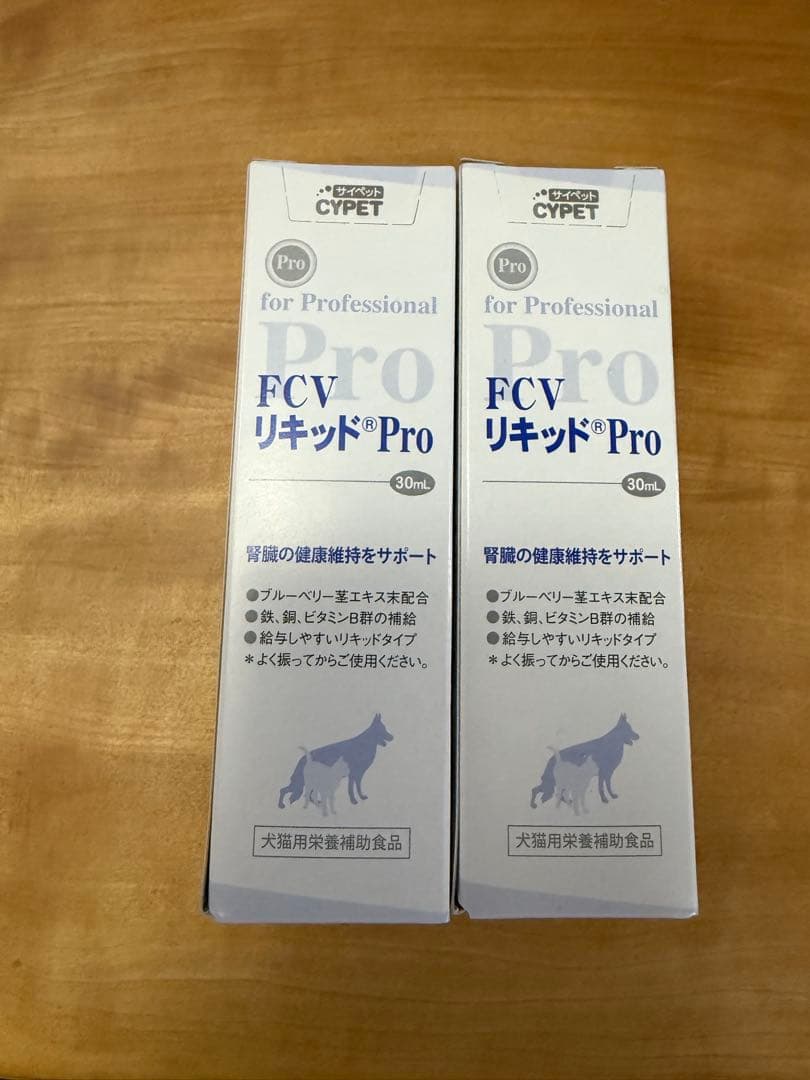 サイペット
CYPET
Pro
for Professional
Pro
FCV
リキッド®Pro
30mL
腎臓の健康維持をサポート
●ブルーベリー茎エキス末配合
●鉄、銅、ビタミンB群の補給
●給与しやすいリキッドタイプ
＊よく振ってからご使用ください。
犬猫用栄養補助食品
サイペット
CYPET
Pro
for Professional
Pro
FCV
リキッド®Pro
30mL
腎臓の健康維持をサポート
●ブルーベリー茎エキス末配合
●鉄、銅、ビタミンB群の補給
●給与しやすいリキッドタイプ
＊よく振ってからご使用ください。
犬猫用栄養補助食品